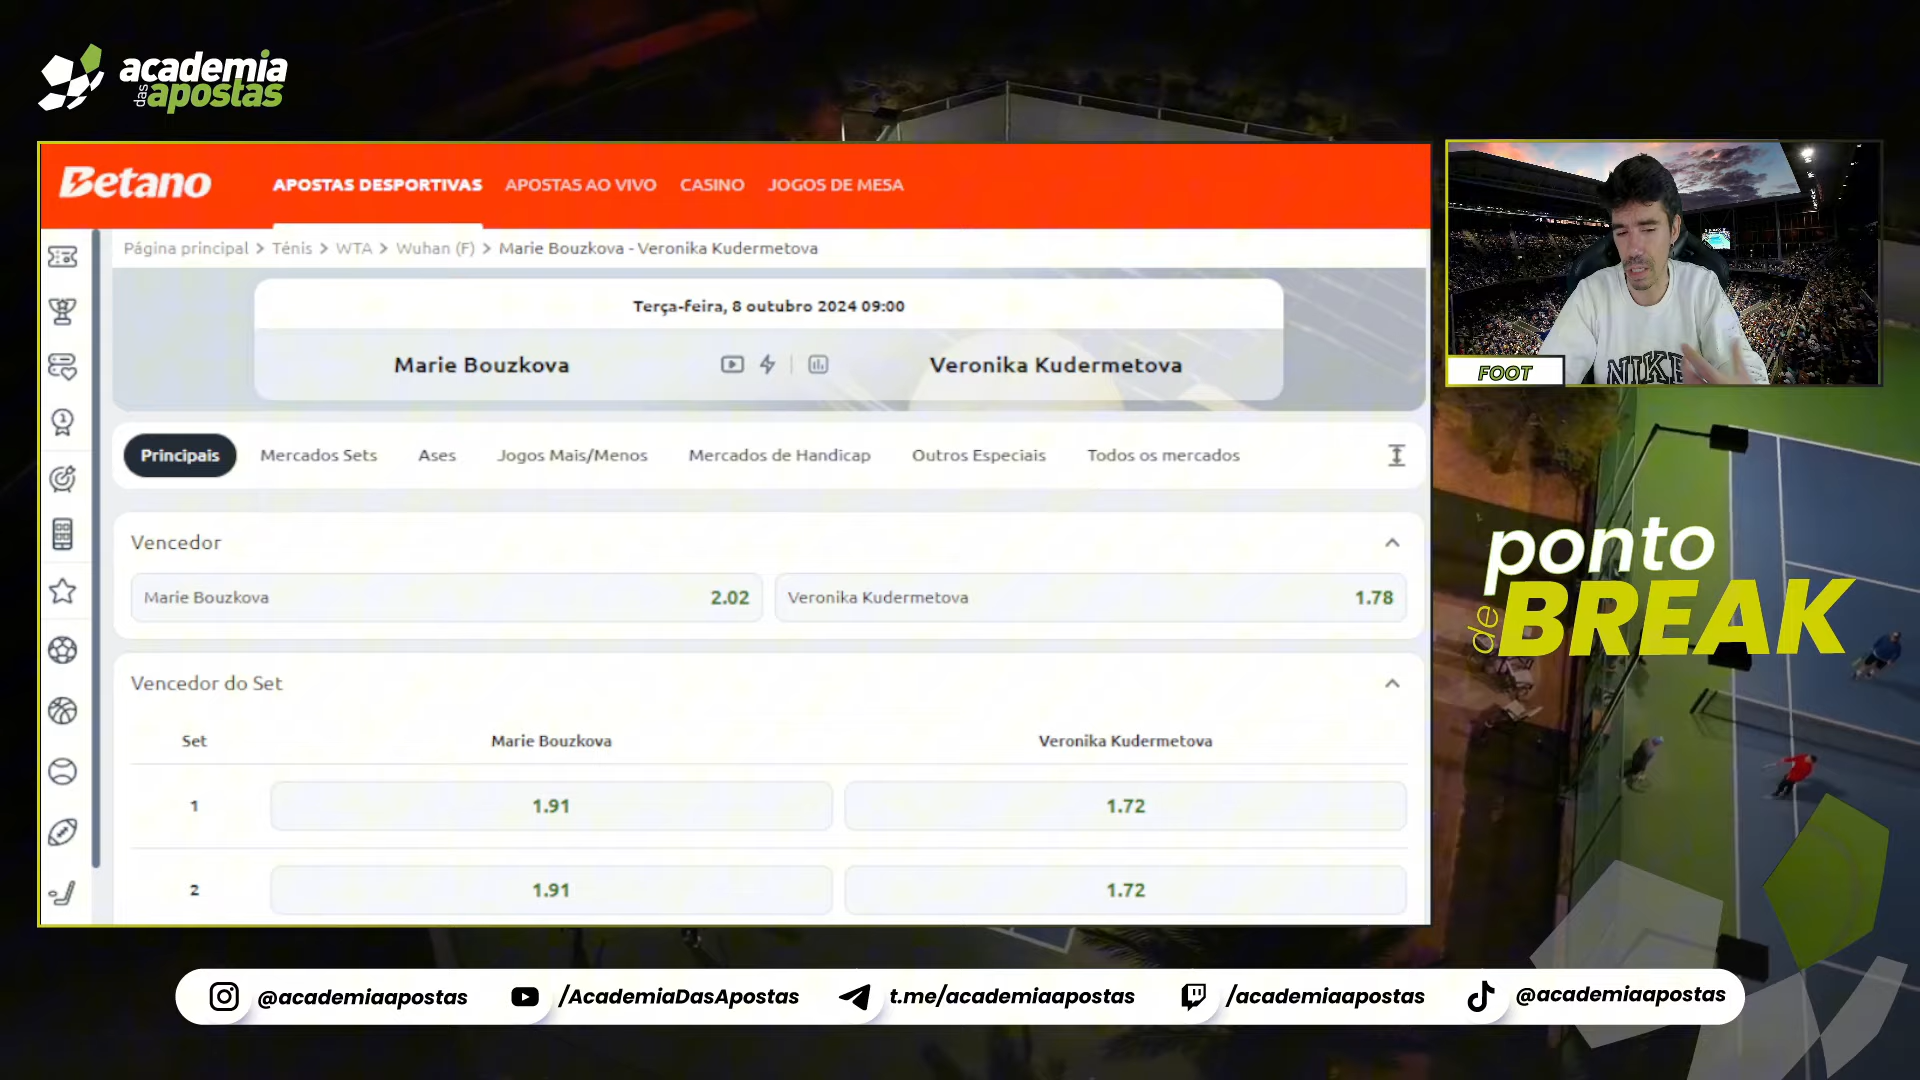 academia
das apostas
Betano
APOSTAS DESPORTIVAS APOSTAS AO VIVO CASINO JOGOS DE MESA
Página principal > Ténis > WTA > Wuhan (F) > Marie Bouzkova - Veronika Kudermetova
Terça-feira, 8 outubro 2024 09:00
Marie Bouzkova Veronika Kudermetova
Principais Mercados Sets Ases Jogos Mais/Menos Mercados de Handicap Outros Especiais Todos os mercados
Vencedor
Marie Bouzkova 2.02 Veronika Kudermetova 1.78
Vencedor do Set
Set Marie Bouzkova Veronika Kudermetova
1 1.91 1.72
2 1.91 1.72
NIKE
FOOT
ponto
de BREAK
@academiaapostas /AcademiaDasApostas t.me/academiaapostas /academiaapostas @academiaapostas